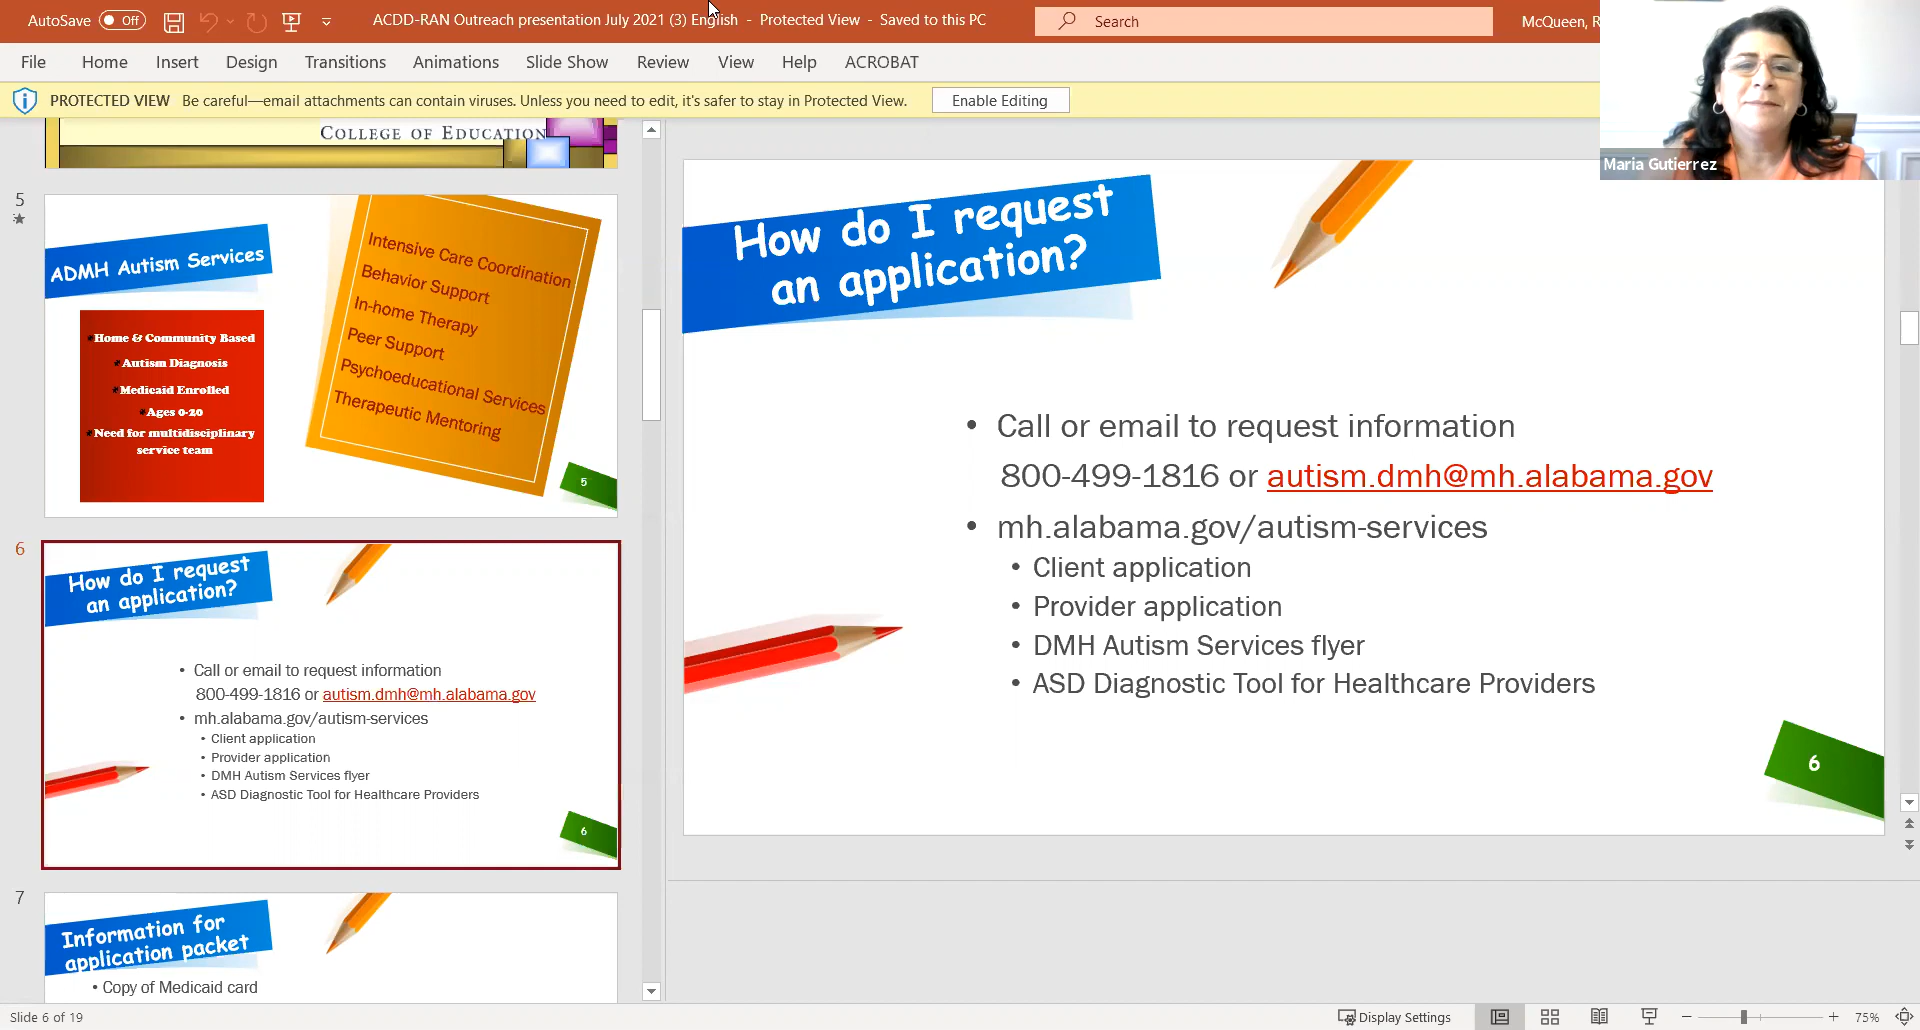 AutoSave Off
ACDD-RAN Outreach presentation July 2021 (3) English - Protected View - Saved to this PC
Search
McQueen, R
File Home Insert Design Transitions Animations Slide Show Review View Help ACROBAT
PROTECTED VIEW Be careful—email attachments can contain viruses. Unless you need to edit, it's safer to stay in Protected View.
Enable Editing
Maria Gutierrez
COLLEGE OF EDUCATION
5
ADMH Autism Services
Home & Community Based
Autism Diagnosis
Medicaid Enrolled
Ages 0-20
Need for multidisciplinary
service team
Intensive Care Coordination
Behavior Support
In-home Therapy
Peer Support
Psychoeducational Services
Therapeutic Mentoring
5
6
How do I request
an application?
• Call or email to request information
800-499-1816 or autism.dmh@mh.alabama.gov
• mh.alabama.gov/autism-services
• Client application
• Provider application
• DMH Autism Services flyer
• ASD Diagnostic Tool for Healthcare Providers
6
7
Information for
application packet
• Copy of Medicaid card
How do I request
an application?
• Call or email to request information
800-499-1816 or autism.dmh@mh.alabama.gov
• mh.alabama.gov/autism-services
• Client application
• Provider application
• DMH Autism Services flyer
• ASD Diagnostic Tool for Healthcare Providers
6
Slide 6 of 19
Display Settings
75%